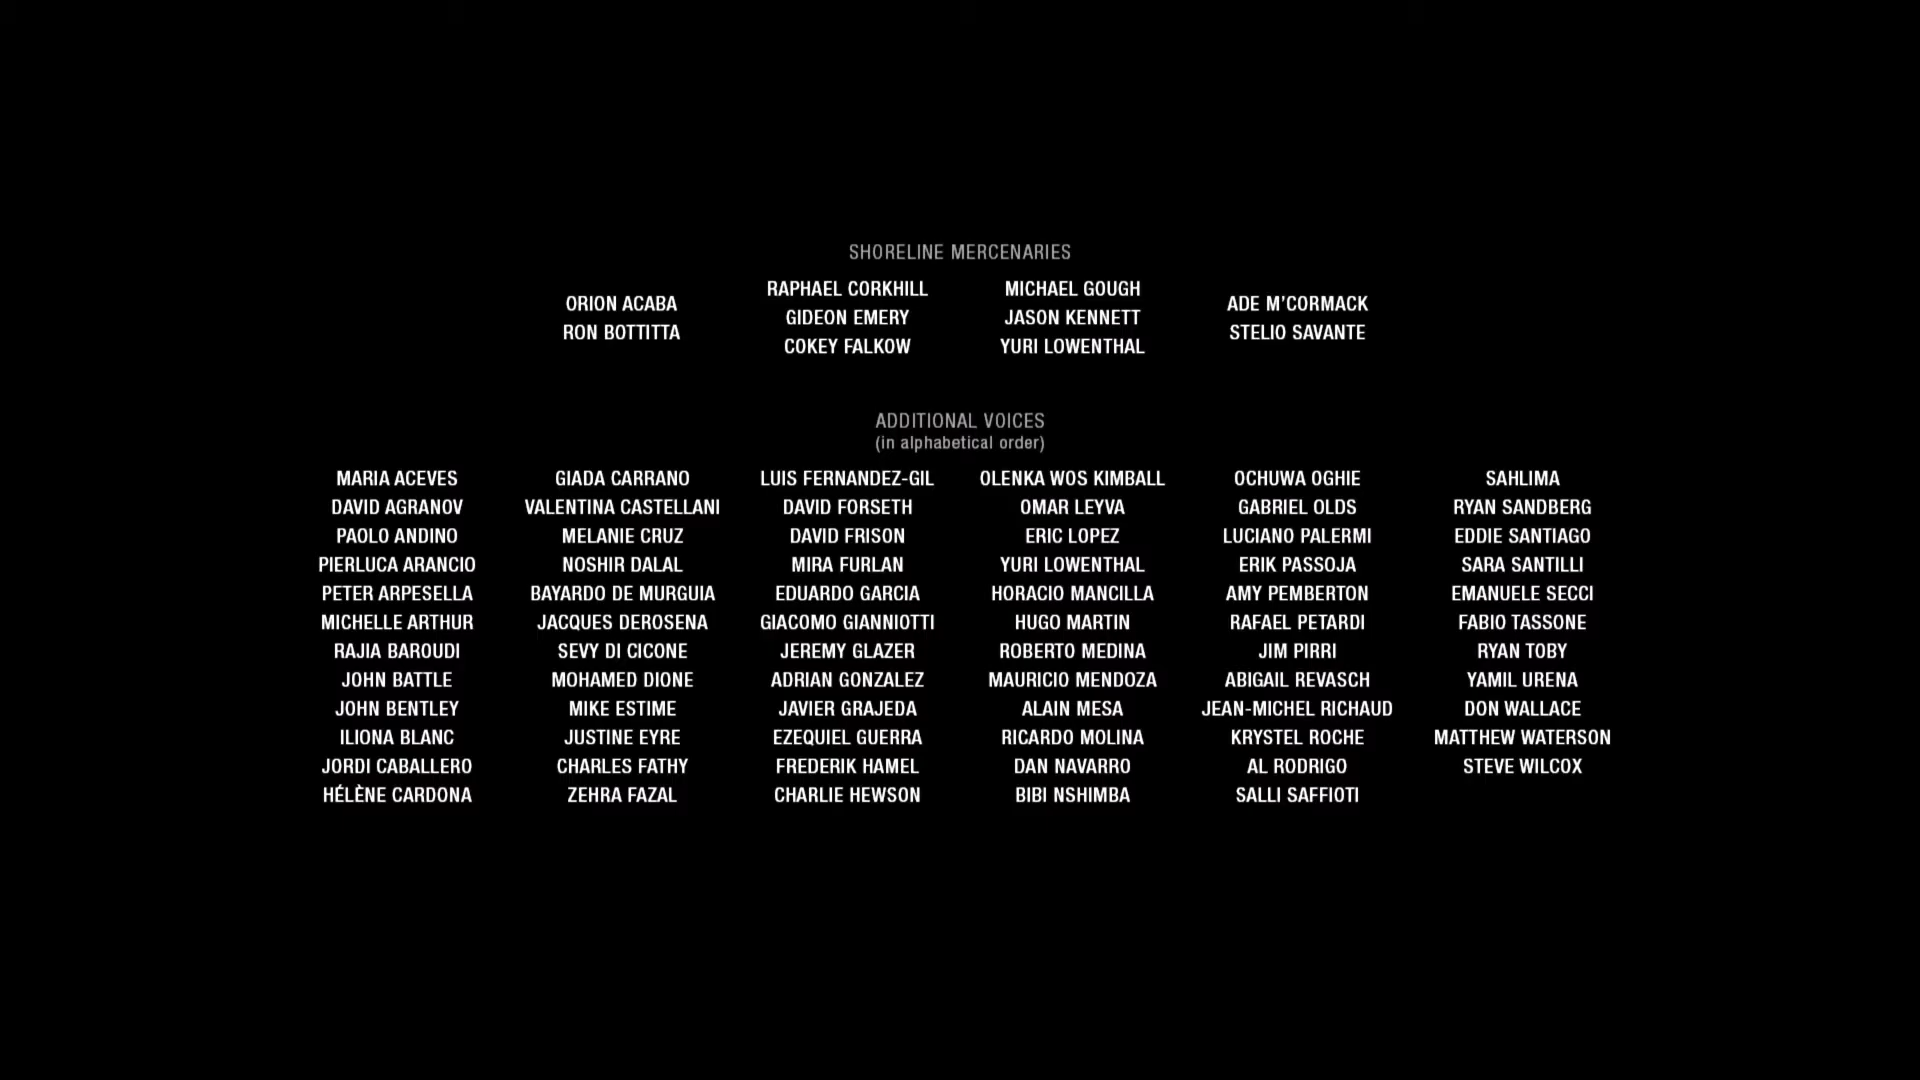 SHORELINE MERCENARIES
ORION ACABA
RON BOTTITTA
RAPHAEL CORKHILL
GIDEON EMERY
COKEY FALKOW
MICHAEL GOUGH
JASON KENNETT
YURI LOWENTHAL
ADE M'CORMACK
STELIO SAVANTE
ADDITIONAL VOICES
(in alphabetical order)
MARIA ACEVES
DAVID AGRANOV
PAOLO ANDINO
PIERLUCA ARANCIO
PETER ARPESELLA
MICHELLE ARTHUR
RAJIA BAROUDI
JOHN BATTLE
JOHN BENTLEY
ILIONA BLANC
JORDI CABALLERO
HÉLÈNE CARDONA
GIADA CARRANO
VALENTINA CASTELLANI
MELANIE CRUZ
NOSHIR DALAL
BAYARDO DE MURGUIA
JACQUES DEROSENA
SEVY DI CICONE
MOHAMED DIONE
MIKE ESTIME
JUSTINE EYRE
CHARLES FATHY
ZEHRA FAZAL
LUIS FERNANDEZ-GIL
DAVID FORSETH
DAVID FRISON
MIRA FURLAN
EDUARDO GARCIA
GIACOMO GIANNIOTTI
JEREMY GLAZER
ADRIAN GONZALEZ
JAVIER GRAJEDA
EZEQUIEL GUERRA
FREDERIK HAMEL
CHARLIE HEWSON
OLENKA WOS KIMBALL
OMAR LEYVA
ERIC LOPEZ
YURI LOWENTHAL
HORACIO MANCILLA
HUGO MARTIN
ROBERTO MEDINA
MAURICIO MENDOZA
ALAIN MESA
RICARDO MOLINA
DAN NAVARRO
BIBI NSHIMBA
OCHUWA OGHIE
GABRIEL OLDS
LUCIANO PALERMI
ERIK PASSOJA
AMY PEMBERTON
RAFAEL PETARDI
JIM PIRRI
ABIGAIL REVASCH
JEAN-MICHEL RICHAUD
KRYSTEL ROCHE
AL RODRIGO
SALLI SAFFIOTI
SAHLIMA
RYAN SANDBERG
EDDIE SANTIAGO
SARA SANTILLI
EMANUELE SECCI
FABIO TASSONE
RYAN TOBY
YAMIL URENA
DON WALLACE
MATTHEW WATERSON
STEVE WILCOX